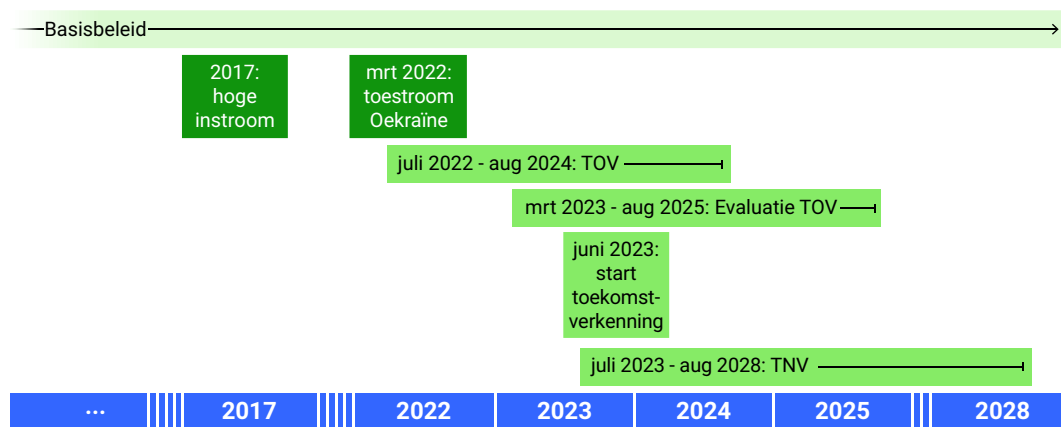 Basisbeleid
2017:
hoge
instroom
mrt 2022:
toestroom
Oekraïne
juli 2022 - aug 2024: TOV
mrt 2023 - aug 2025: Evaluatie TOV
juni 2023:
start
toekomst-
verkenning
juli 2023 - aug 2028: TNV
... 2017 2022 2023 2024 2025 2028